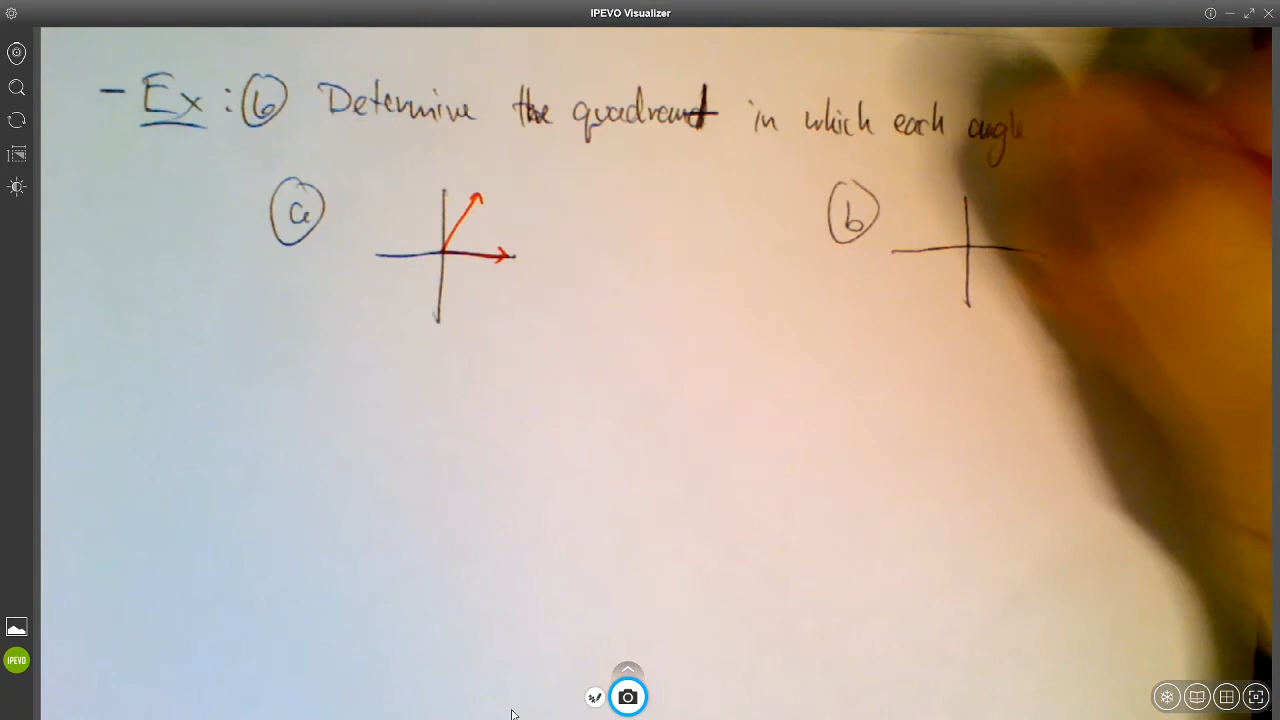 IPEVO Visualizer
- Ex : (6) Determine the quadrant in which each angle
(a) (b)
IPEVO